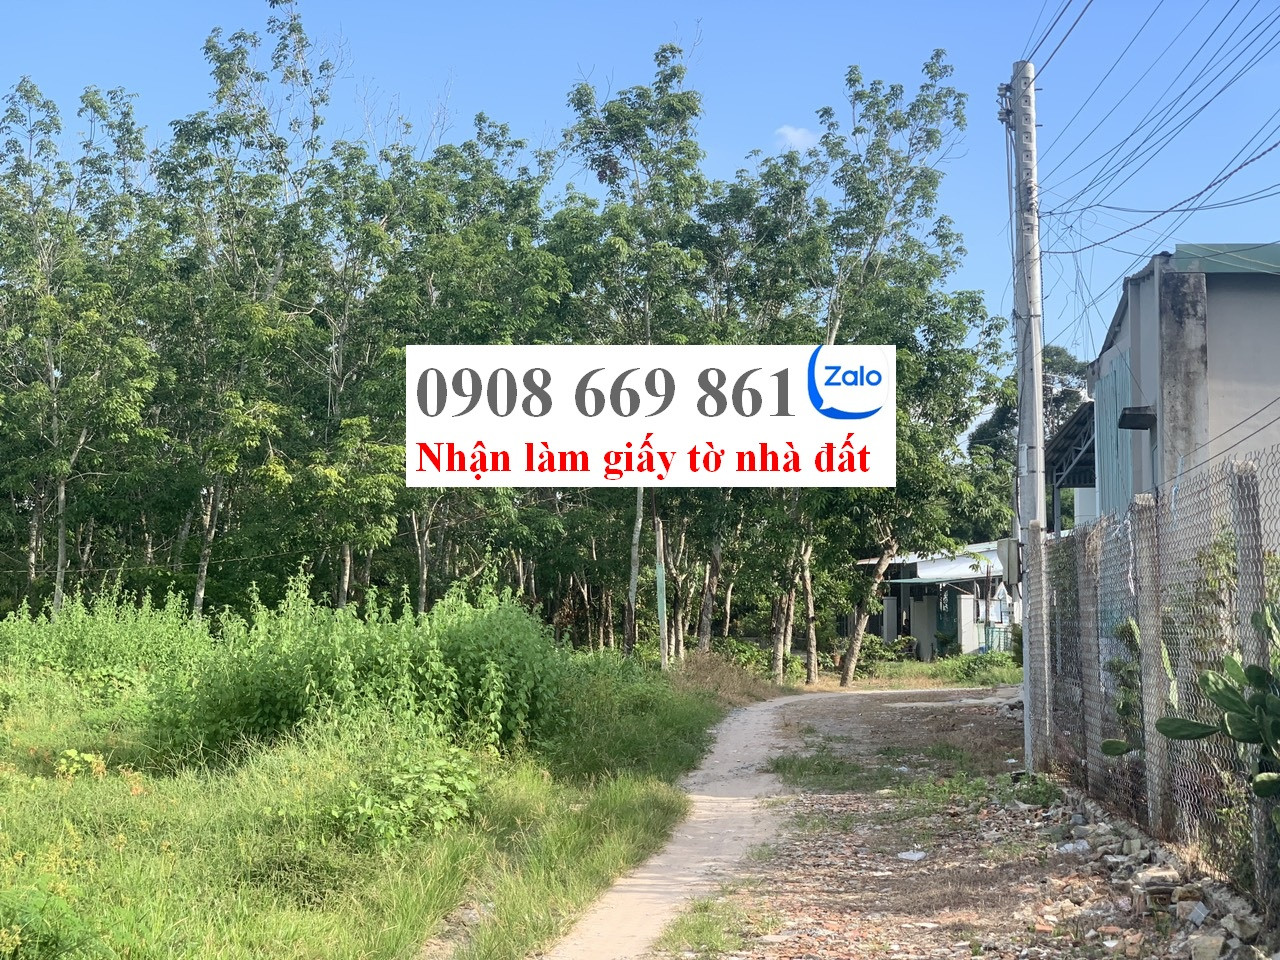 0908 669 861 Zalo
Nhận làm giấy tờ nhà đất